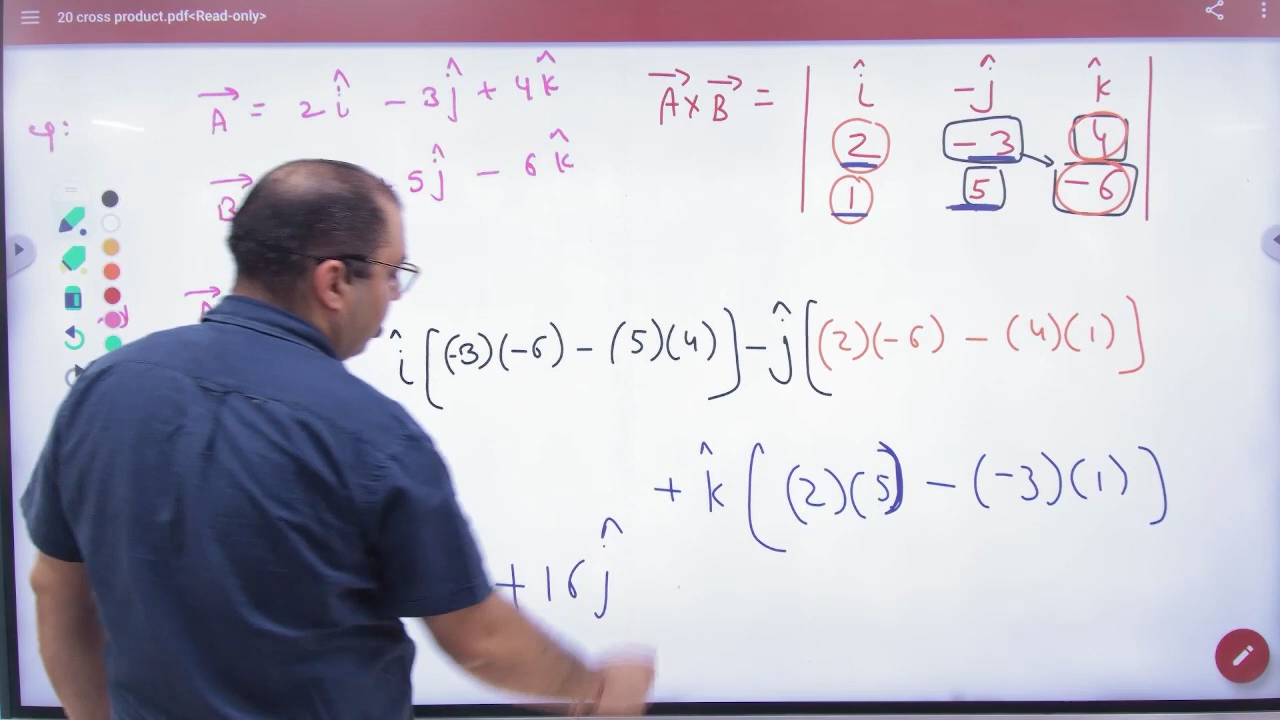 20 cross product.pdf<Read-only>
φ:
A⃗ = 2î - 3ĵ + 4k̂
B⃗ 5ĵ - 6k̂
A⃗ × B⃗ = | î -ĵ k̂ |
| 2 -3 4 |
| 1 5 -6 |
î [(-3)(-6) - (5)(4)] - ĵ [(2)(-6) - (4)(1)]
+ k̂ [(2)(5) - (-3)(1)]
+ 16ĵ